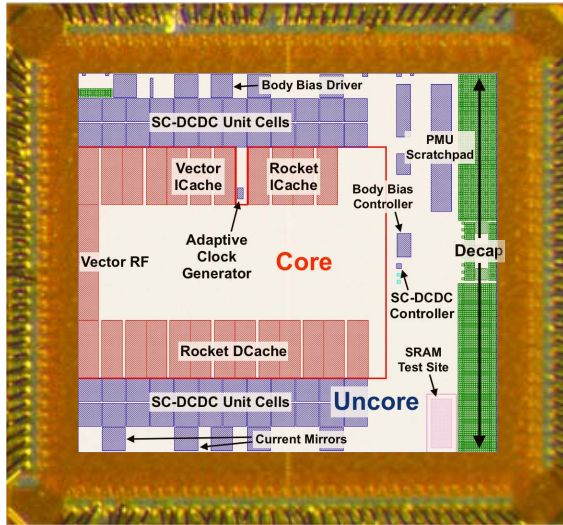 Body Bias Driver
SC-DCDC Unit Cells
PMU
Scratchpad
Vector
ICache
Rocket
ICache
Body Bias
Controller
Adaptive
Clock
Generator
Vector RF
Core
Decap
SC-DCDC
Controller
Rocket DCache
SRAM
Test Site
SC-DCDC Unit Cells
Uncore
Current Mirrors